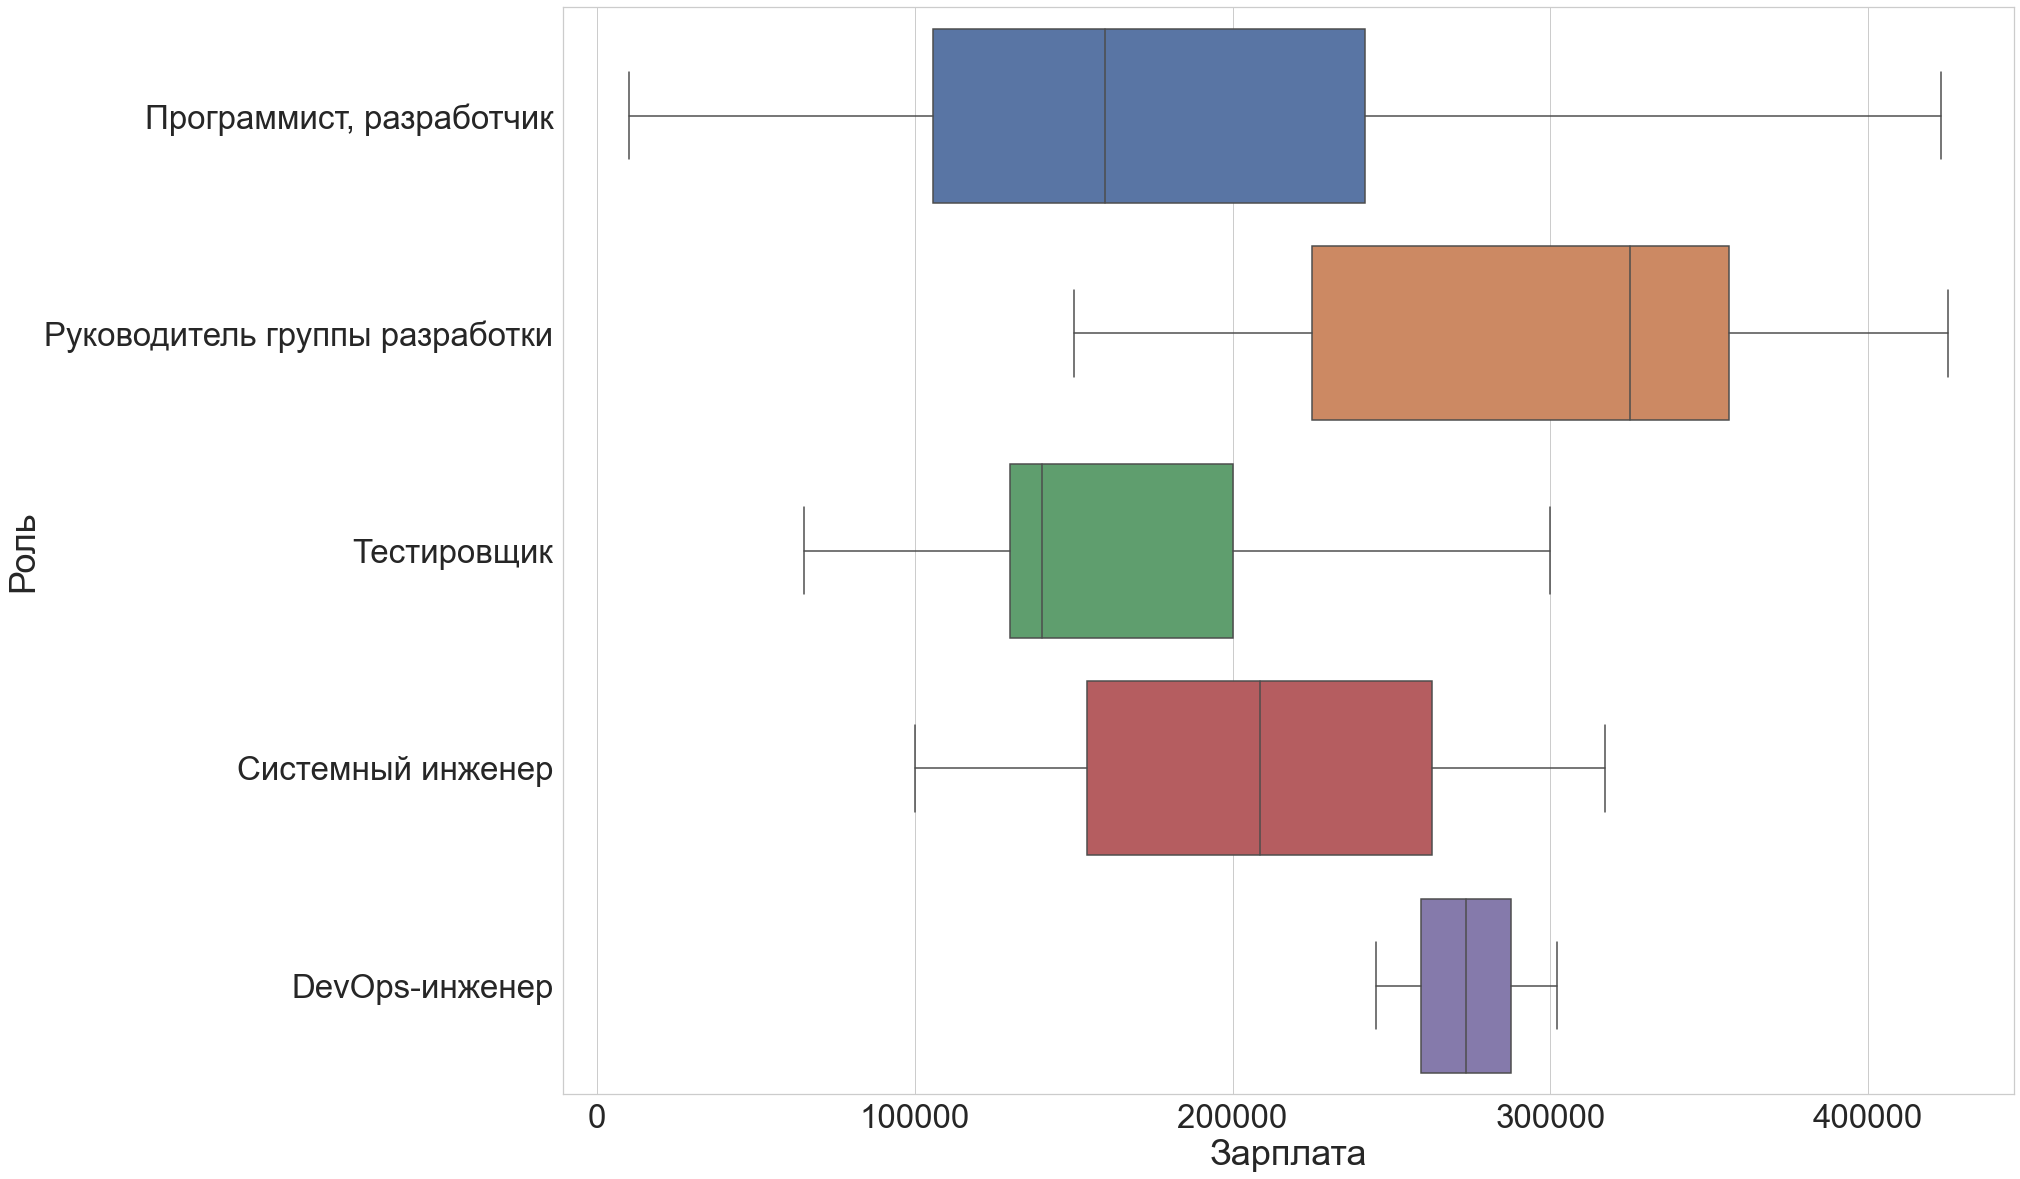 Программист, разработчик
Руководитель группы разработки
Тестировщик
Системный инженер
DevOps-инженер
Роль
0 100000 200000 300000 400000
Зарплата